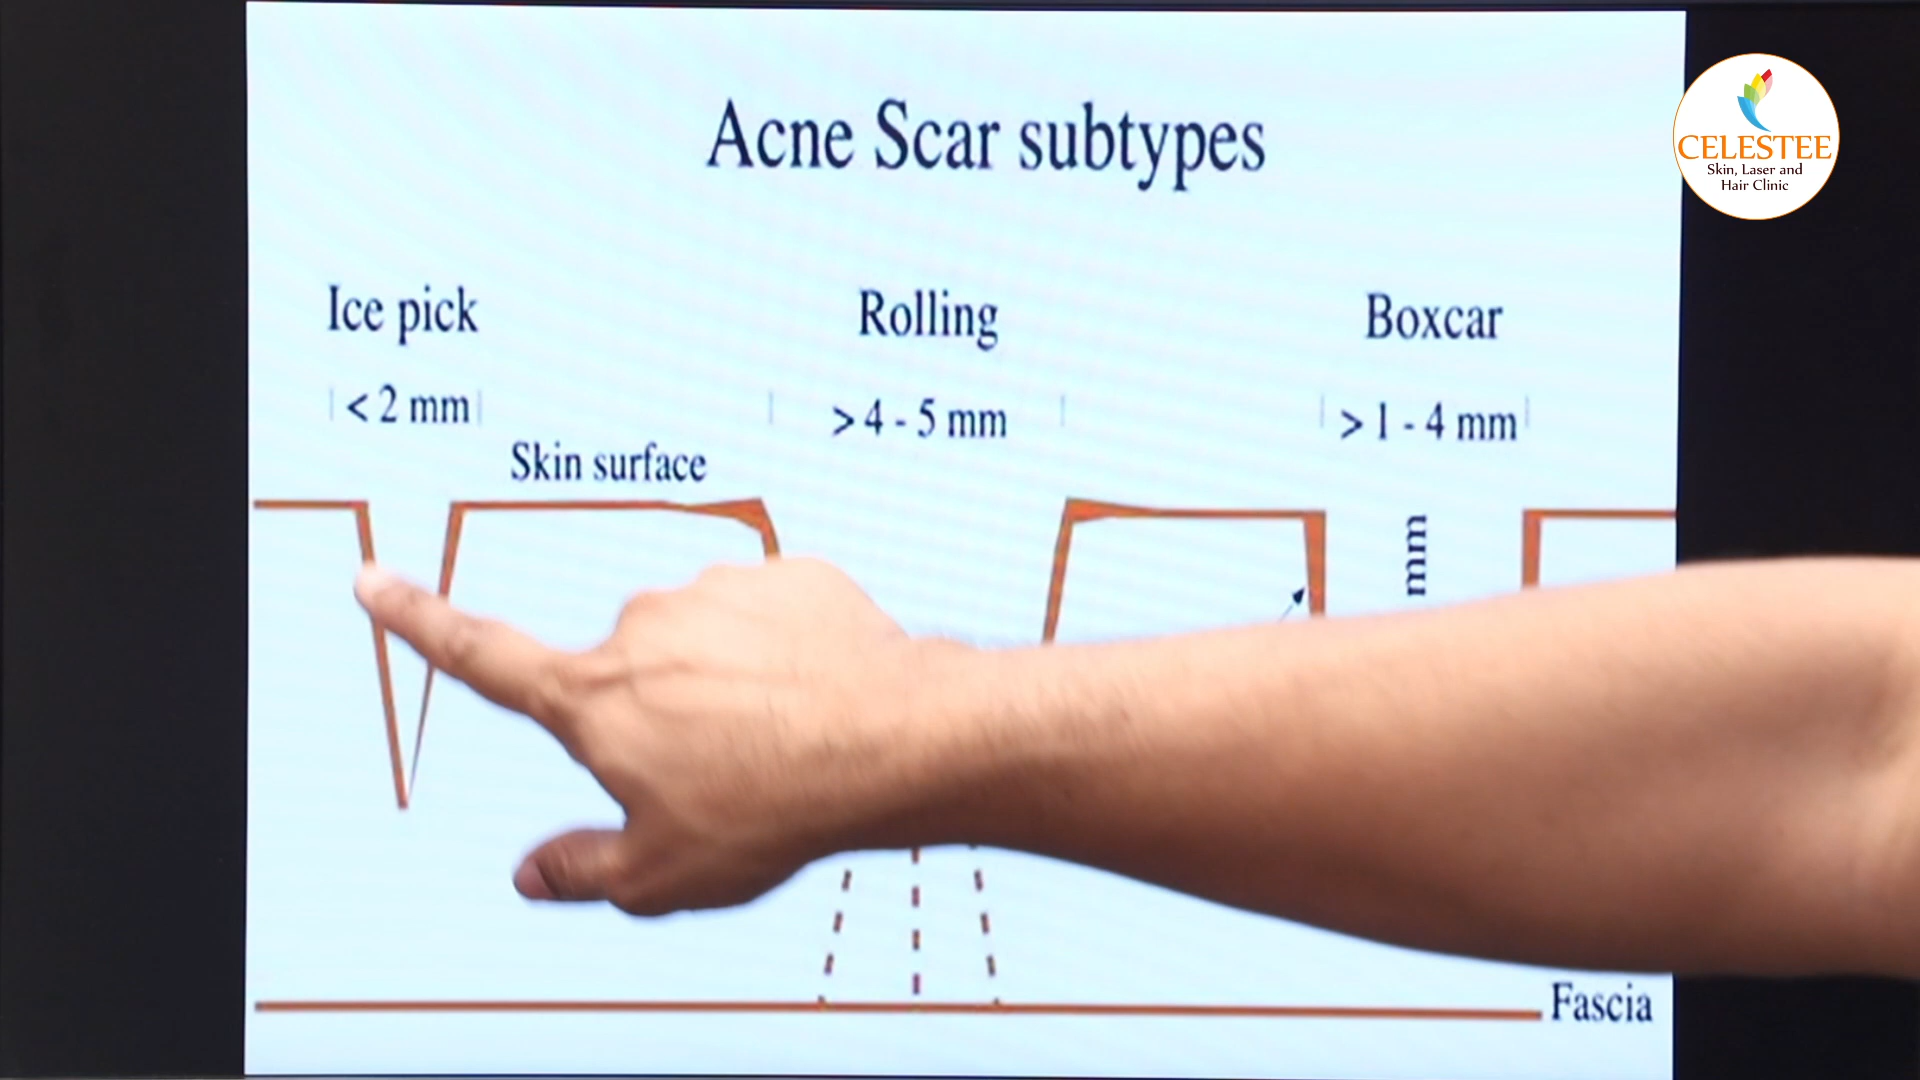 Acne Scar subtypes
Ice pick
Rolling
Boxcar
< 2 mm
> 4 - 5 mm
> 1 - 4 mm
Skin surface
mm
Fascia
CELESTEE
Skin, Laser and
Hair Clinic